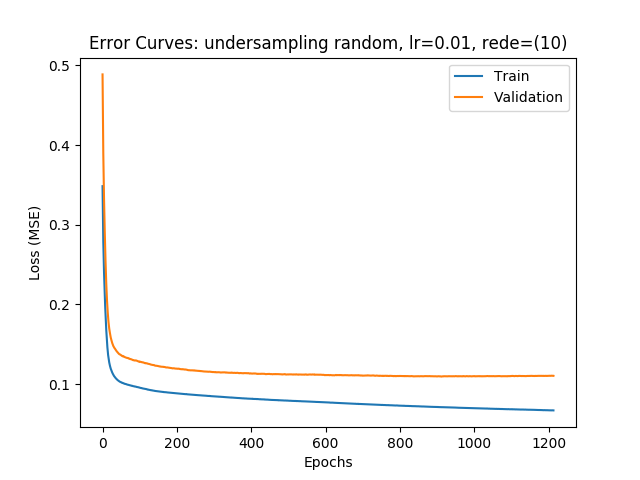 Error Curves: undersampling random, lr=0.01, rede=(10)
Train
Validation
0.5
0.4
0.3
0.2
0.1
Loss (MSE)
0 200 400 600 800 1000 1200
Epochs